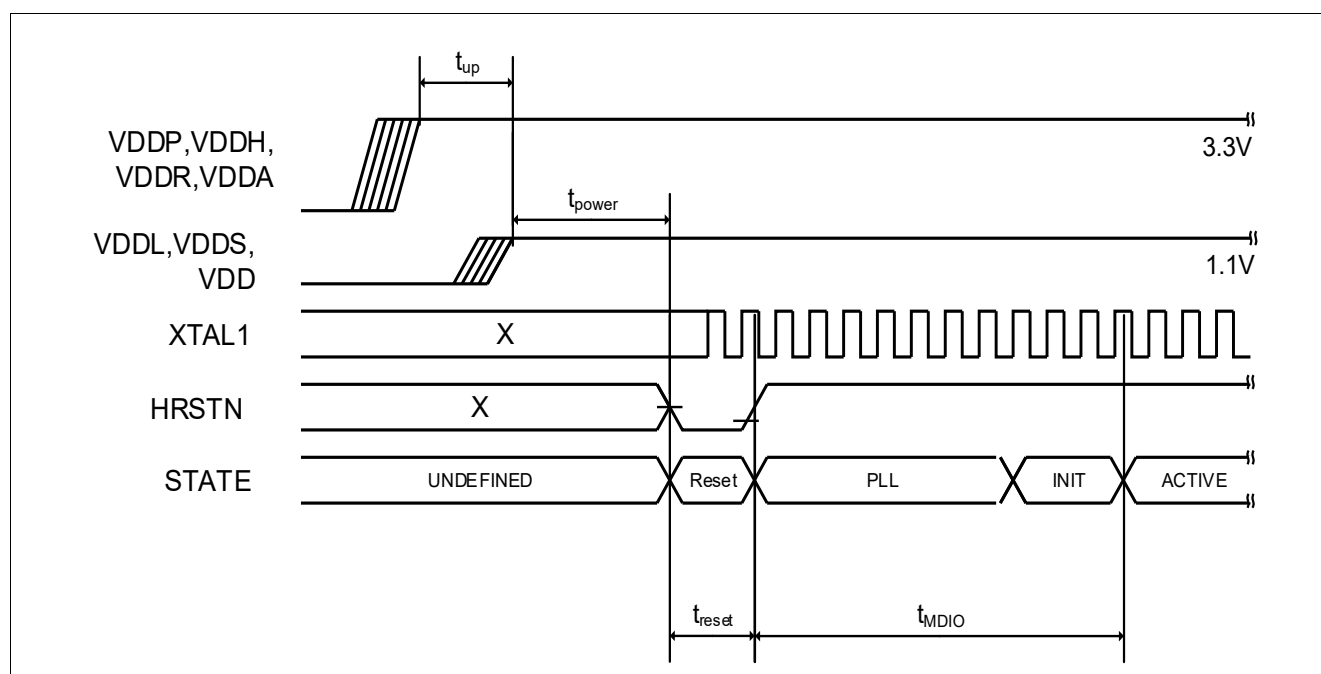 tup
VDDP,VDDH,
VDDR,VDDA
3.3V
tpower
VDDL,VDDS,
VDD
1.1V
XTAL1
X
HRSTN
X
STATE
UNDEFINED
Reset
PLL
INIT
ACTIVE
treset
tMDIO